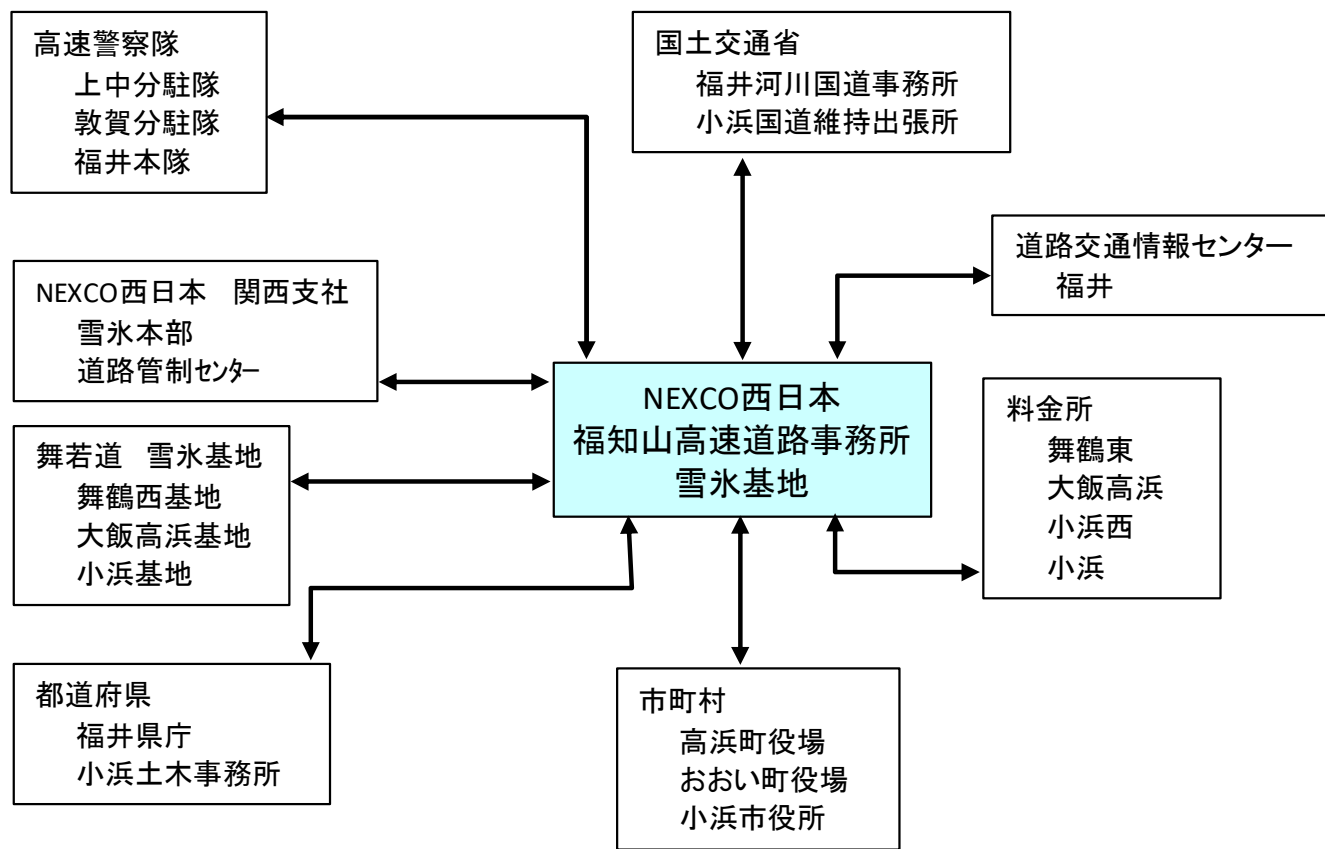 高速警察隊
上中分駐隊
敦賀分駐隊
福井本隊
国土交通省
福井河川国道事務所
小浜国道維持出張所
道路交通情報センター
福井
NEXCO西日本　関西支社
雪氷本部
道路管制センター
NEXCO西日本
福知山高速道路事務所
雪氷基地
料金所
舞鶴東
大飯高浜
小浜西
小浜
舞若道　雪氷基地
舞鶴西基地
大飯高浜基地
小浜基地
都道府県
福井県庁
小浜土木事務所
市町村
高浜町役場
おおい町役場
小浜市役所